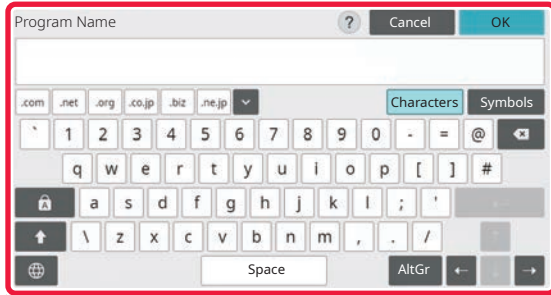 Program Name ? Cancel OK
.com .net .org .co.jp .biz .ne.jp Characters Symbols
` 1 2 3 4 5 6 7 8 9 0 - = @
q w e r t y u i o p [ ] #
A a s d f g h j k l ; '
\ z x c v b n m , . /
Space AltGr ← ↓ →